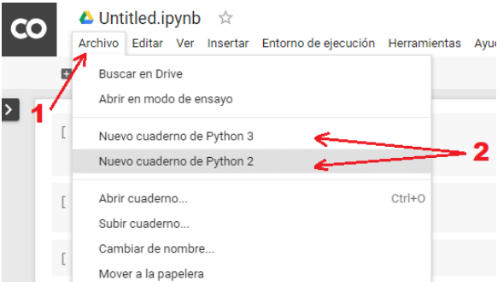 CO Untitled.ipynb
Archivo Editar Ver Insertar Entorno de ejecución Herramientas Ayu
Buscar en Drive
1 Abrir en modo de ensayo
Nuevo cuaderno de Python 3
2
Nuevo cuaderno de Python 2
Abrir cuaderno... Ctrl+O
Subir cuaderno...
Cambiar de nombre...
Mover a la papelera